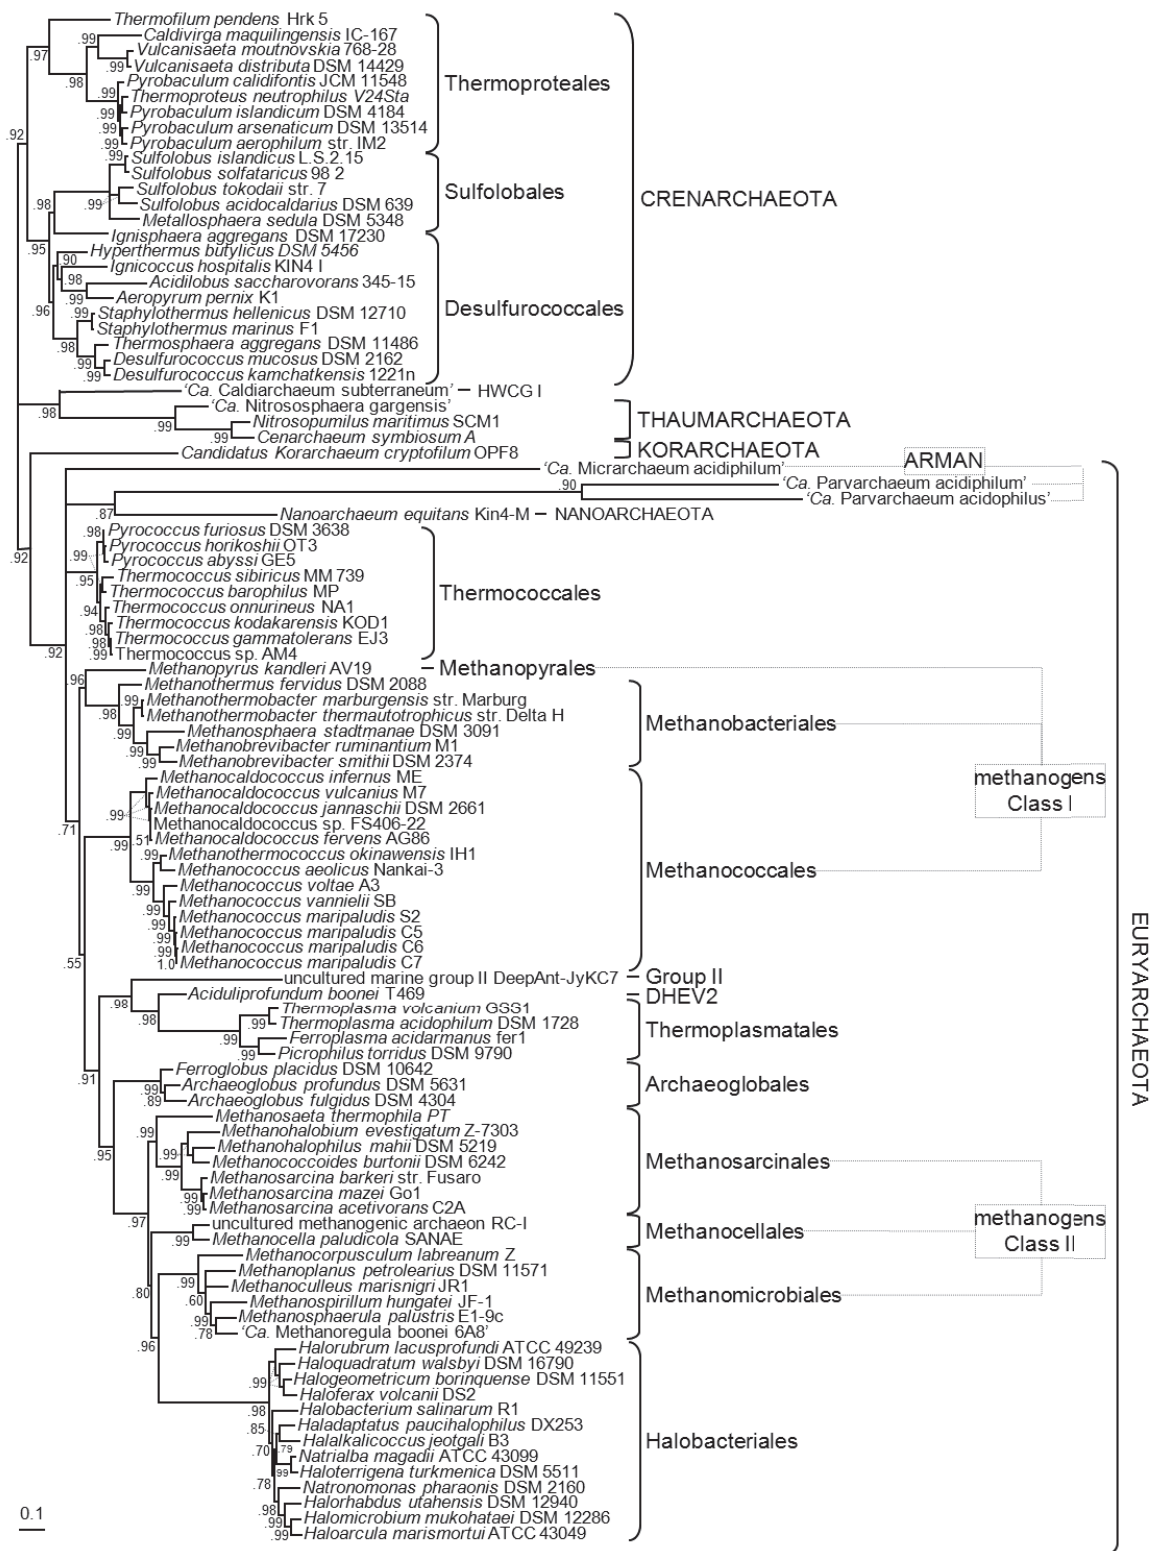 Thermofilum pendens Hrk 5
.99 Caldivirga maquilingensis IC-167
.97 Vulcanisaeta moutnovskia 768-28
.99 Vulcanisaeta distributa DSM 14429
.98 Pyrobaculum calidifontis JCM 11548 Thermoproteales
.99 Thermoproteus neutrophilus V24Sta
.99 Pyrobaculum islandicum DSM 4184
.99 Pyrobaculum arsenaticum DSM 13514
.92 .99 Pyrobaculum aerophilum str. IM2
.99 Sulfolobus islandicus L.S.2.15
Sulfolobus solfataricus 98 2
Sulfolobus tokodaii str. 7 Sulfolobales
.98 .99 Sulfolobus acidocaldarius DSM 639 CRENARCHAEOTA
Metallosphaera sedula DSM 5348
.95 Ignisphaera aggregans DSM 17230
Hyperthermus butylicus DSM 5456
.90 Ignicoccus hospitalis KIN4 I
.98 Acidilobus saccharovorans 345-15
.99 Aeropyrum pernix K1 Desulfurococcales
.96 .99 Staphylothermus hellenicus DSM 12710
Staphylothermus marinus F1
.98 Thermosphaera aggregans DSM 11486
.99 Desulfurococcus mucosus DSM 2162
.99 Desulfurococcus kamchatkensis 1221n
'Ca. Caldiarchaeum subterraneum' HWCG I
.98 'Ca. Nitrososphaera gargensis'
.99 Nitrosopumilus maritimus SCM1 THAUMARCHAEOTA
.99 Cenarchaeum symbiosum A
Candidatus Korarchaeum cryptofilum OPF8 KORARCHAEOTA
'Ca. Micrarchaeum acidiphilum' ARMAN
.90 'Ca. Parvarchaeum acidiphilum'
'Ca. Parvarchaeum acidophilus'
.87 Nanoarchaeum equitans Kin4-M NANOARCHAEOTA
.98 Pyrococcus furiosus DSM 3638
Pyrococcus horikoshii OT3
.92 .99 Pyrococcus abyssi GE5
.95 Thermococcus sibiricus MM 739
Thermococcus barophilus MP Thermococcales
.94 Thermococcus onnurineus NA1
.98 Thermococcus kodakarensis KOD1
.98 Thermococcus gammatolerans EJ3
.92 .99 Thermococcus sp. AM4
Methanopyrus kandleri AV19 Methanopyrales
.96 Methanothermus fervidus DSM 2088
.99 Methanothermobacter marburgensis str. Marburg
.98 Methanothermobacter thermautotrophicus str. Delta H Methanobacteriales
.99 Methanosphaera stadtmanae DSM 3091
.99 Methanobrevibacter ruminantium M1
.99 Methanobrevibacter smithii DSM 2374
Methanocaldococcus infernus ME methanogens
Methanocaldococcus vulcanius M7
Methanocaldococcus jannaschii DSM 2661 Class I
.71 .99 Methanocaldococcus sp. FS406-22
.99 .51 Methanocaldococcus fervens AG86
.99 Methanothermococcus okinawensis IH1
Methanococcus aeolicus Nankai-3 Methanococcales
.99 Methanococcus voltae A3
.99 Methanococcus vannielii SB
.99 Methanococcus maripaludis S2
.99 Methanococcus maripaludis C5
.99 Methanococcus maripaludis C6
.55 1.0 Methanococcus maripaludis C7
uncultured marine group II DeepAnt-JyKC7 Group II
.98 Aciduliprofundum boonei T469 DHEV2
Thermoplasma volcanium GSS1
.98 .99 Thermoplasma acidophilum DSM 1728 Thermoplasmatales
.99 Ferroplasma acidarmanus fer1
.99 Picrophilus torridus DSM 9790
.91 Ferroglobus placidus DSM 10642
.99 Archaeoglobus profundus DSM 5631 Archaeoglobales
.89 Archaeoglobus fulgidus DSM 4304
Methanosaeta thermophila PT
.99 Methanohalobium evestigatum Z-7303
.95 .99 Methanohalophilus mahii DSM 5219
Methanococcoides burtonii DSM 6242 Methanosarcinales
.99 Methanosarcina barkeri str. Fusaro
.99 Methanosarcina mazei Go1
.99 Methanosarcina acetivorans C2A
.97 uncultured methanogenic archaeon RC-I methanogens
.99 Methanocella paludicola SANAE Methanocellales
Methanocorpusculum labreanum Z Class II
Methanoplanus petrolearius DSM 11571
.80 .99 Methanoculleus marisnigri JR1 Methanomicrobiales
.60 Methanospirillum hungatei JF-1
.99 Methanosphaerula palustris E1-9c
.96 .78 'Ca. Methanoregula boonei 6A8'
Halorubrum lacusprofundi ATCC 49239
Haloquadratum walsbyi DSM 16790
.99 Halogeometricum borinquense DSM 11551
Haloferax volcanii DS2
.98 Halobacterium salinarum R1
.85 Haladaptatus paucihalophilus DX253
.70 .79 Halalkalicoccus jeotgali B3 Halobacteriales
Natrialba magadii ATCC 43099
.99 Haloterrigena turkmenica DSM 5511
.78 Natronomonas pharaonis DSM 2160
.98 Halorhabdus utahensis DSM 12940
.99 Halomicrobium mukohataei DSM 12286
.99 Haloarcula marismortui ATCC 43049
0.1
EURYARCHAEOTA